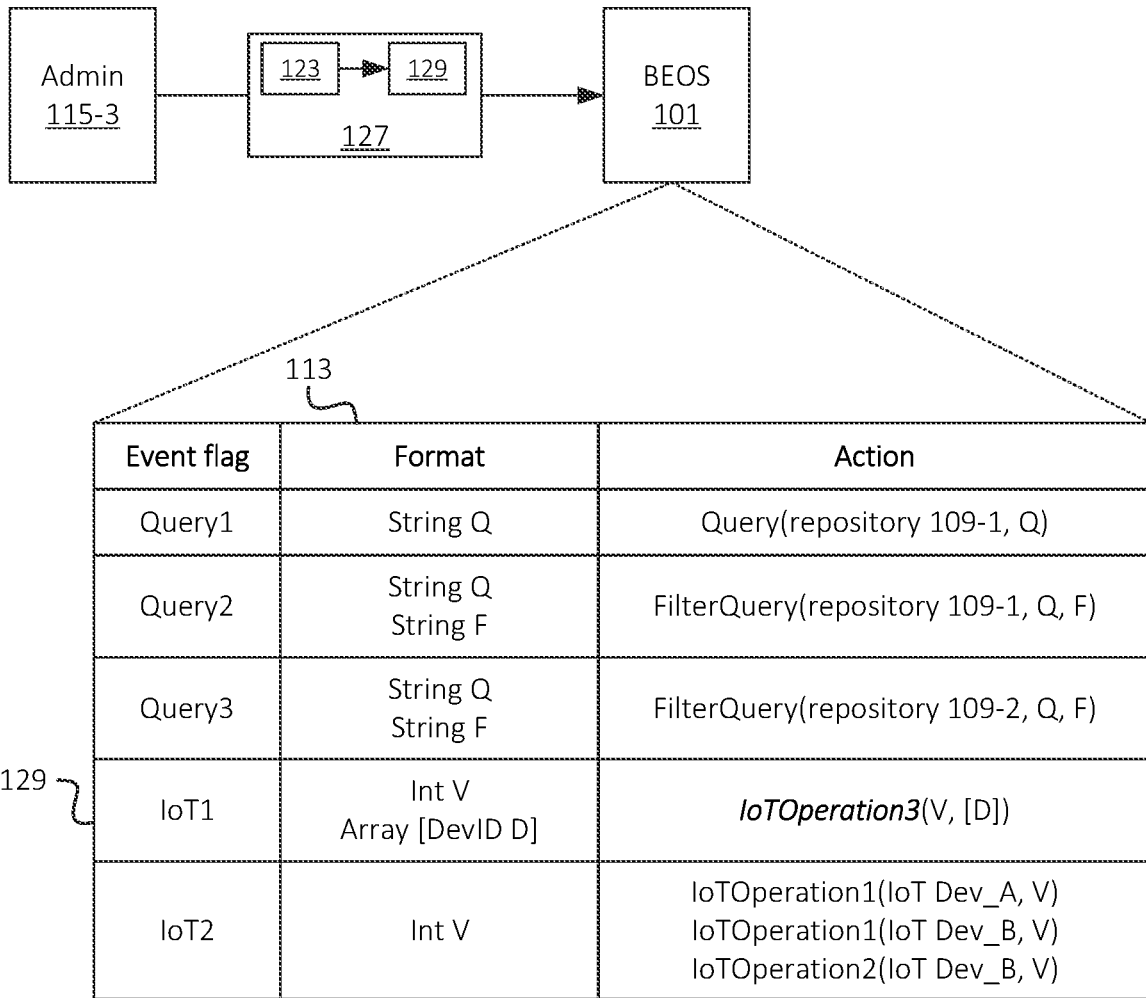 Admin
115-3
123
129
127
BEOS
101
113
Event flag Format Action
Query1 String Q Query(repository 109-1, Q)
Query2 String Q
String F FilterQuery(repository 109-1, Q, F)
Query3 String Q
String F FilterQuery(repository 109-2, Q, F)
129
IoT1 Int V
Array [DevID D] IoTOperation3(V, [D])
IoT2 Int V IoTOperation1(IoT Dev_A, V)
IoTOperation1(IoT Dev_B, V)
IoTOperation2(IoT Dev_B, V)